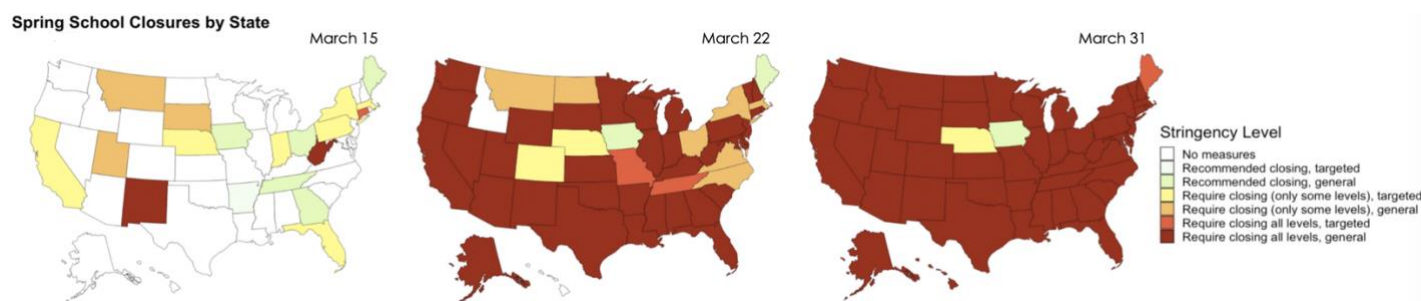 Spring School Closures by State
March 15
March 22
March 31
Stringency Level
No measures
Recommended closing, targeted
Recommended closing, general
Require closing (only some levels), targeted
Require closing (only some levels), general
Require closing all levels, targeted
Require closing all levels, general